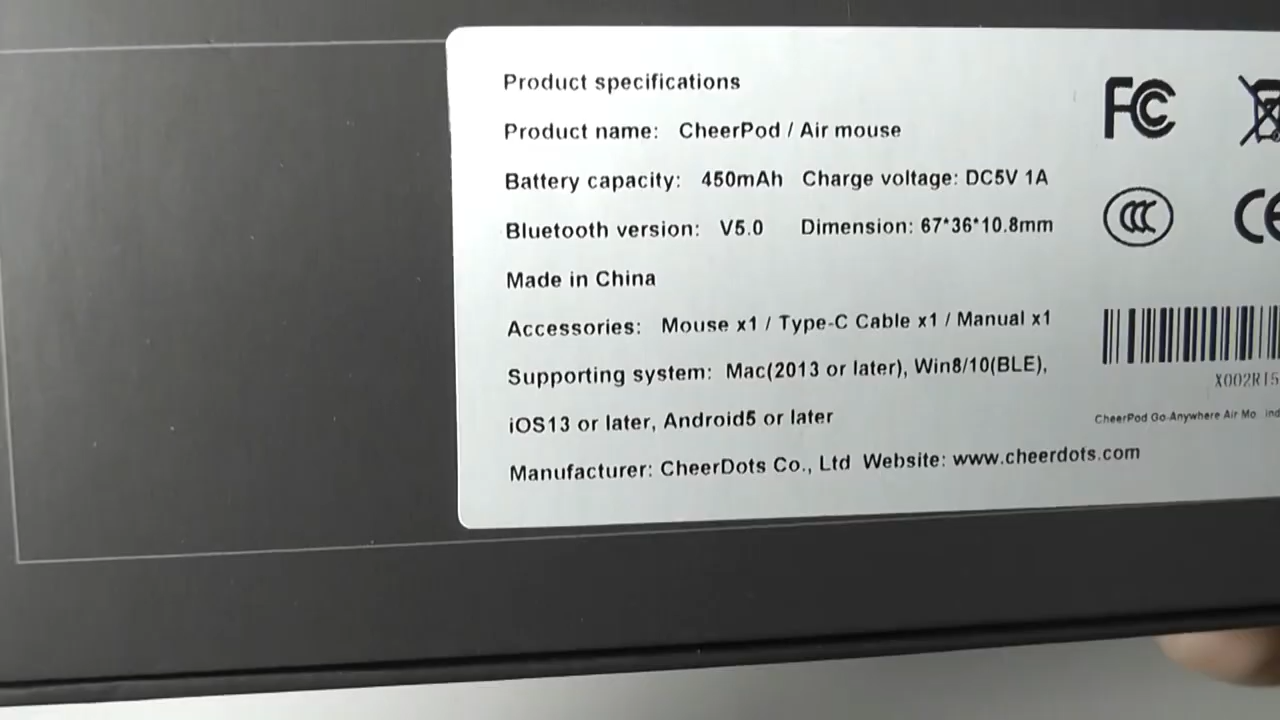 Product specifications
Product name: CheerPod / Air mouse
Battery capacity: 450mAh Charge voltage: DC5V 1A
Bluetooth version: V5.0 Dimension: 67*36*10.8mm
Made in China
Accessories: Mouse x1 / Type-C Cable x1 / Manual x1
Supporting system: Mac(2013 or later), Win8/10(BLE),
iOS13 or later, Android5 or later
Manufacturer: CheerDots Co., Ltd Website: www.cheerdots.com
FC
CCC
CE
X002RI5
CheerPod Go-Anywhere Air Mo